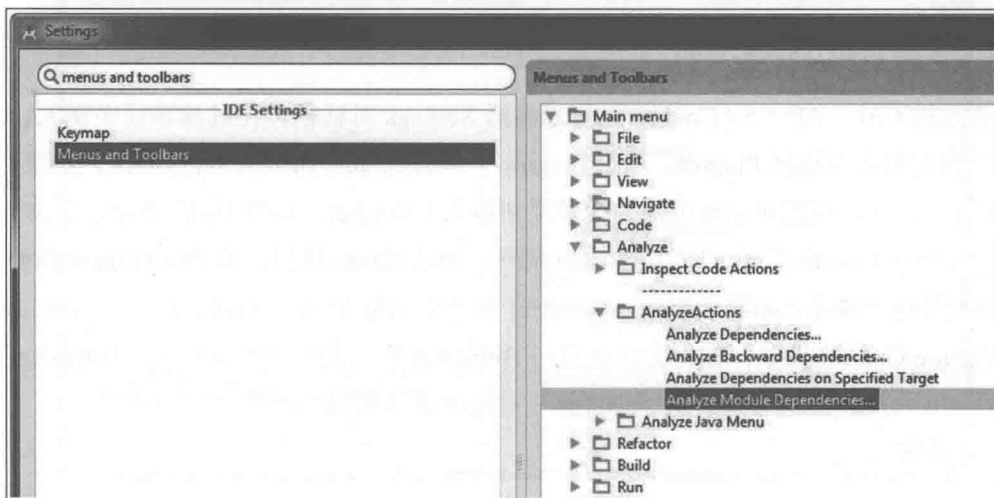 Settings
menus and toolbars
IDE Settings
Keymap
Menus and Toolbars
Menus and Toolbars
Main menu
File
Edit
View
Navigate
Code
Analyze
Inspect Code Actions
--------------
AnalyzeActions
Analyze Dependencies...
Analyze Backward Dependencies...
Analyze Dependencies on Specified Target
Analyze Module Dependencies...
Analyze Java Menu
Refactor
Build
Run